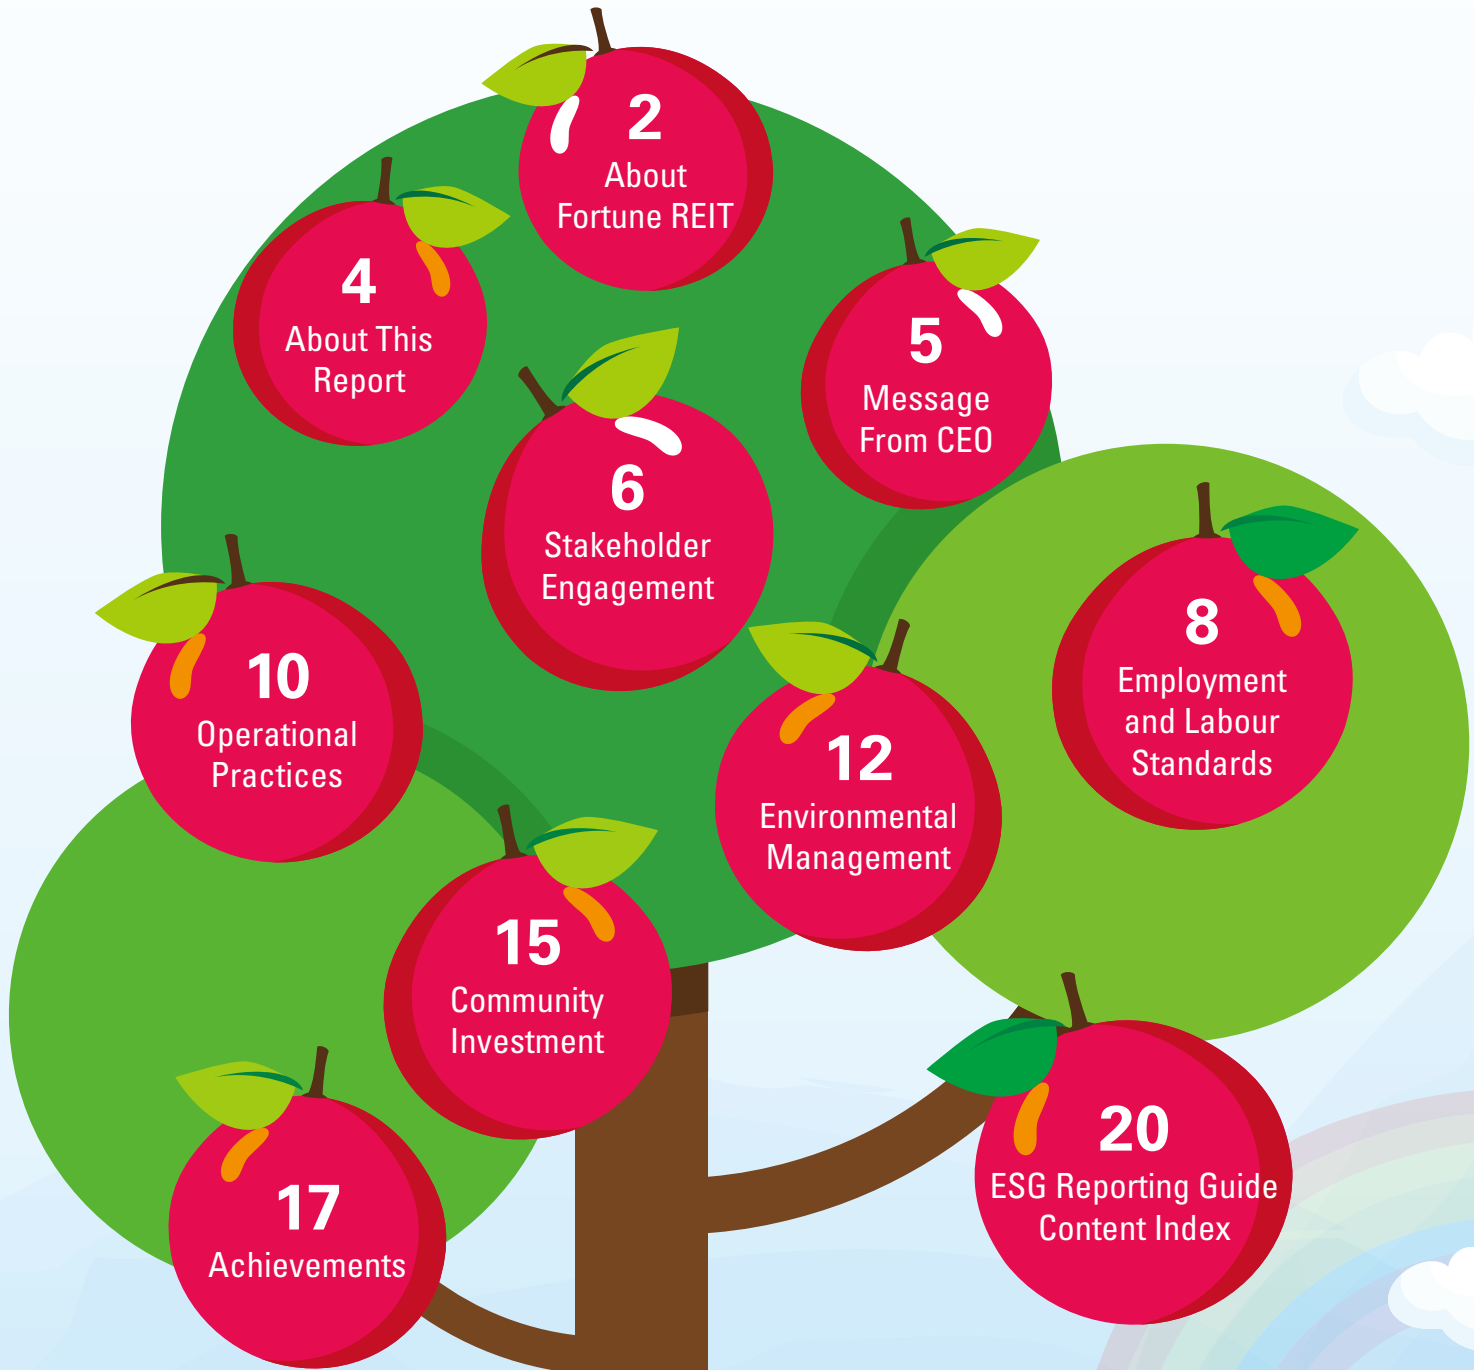 2
About
Fortune REIT
4
About This
Report
5
Message
From CEO
6
Stakeholder
Engagement
8
Employment
and Labour
Standards
10
Operational
Practices
12
Environmental
Management
15
Community
Investment
17
Achievements
20
ESG Reporting Guide
Content Index